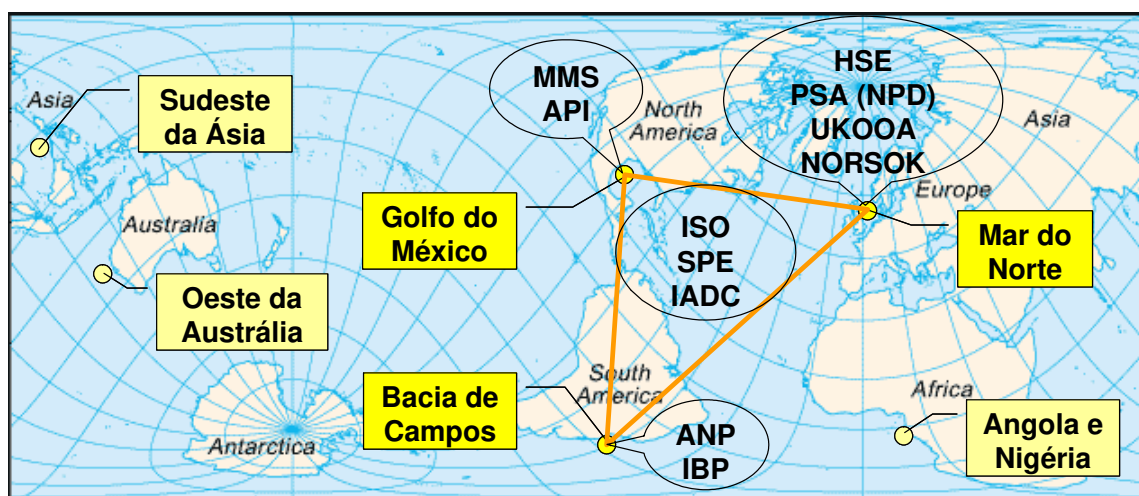 MMS
API
HSE
PSA (NPD)
UKOOA
NORSOK
Asia
Sudeste
da Ásia
North
America
Asia
Europe
Australia
Golfo do
México
ISO
SPE
IADC
Mar do
Norte
Oeste da
Austrália
South
America
Bacia de
Campos
Africa
Antarctica
ANP
IBP
Angola e
Nigéria